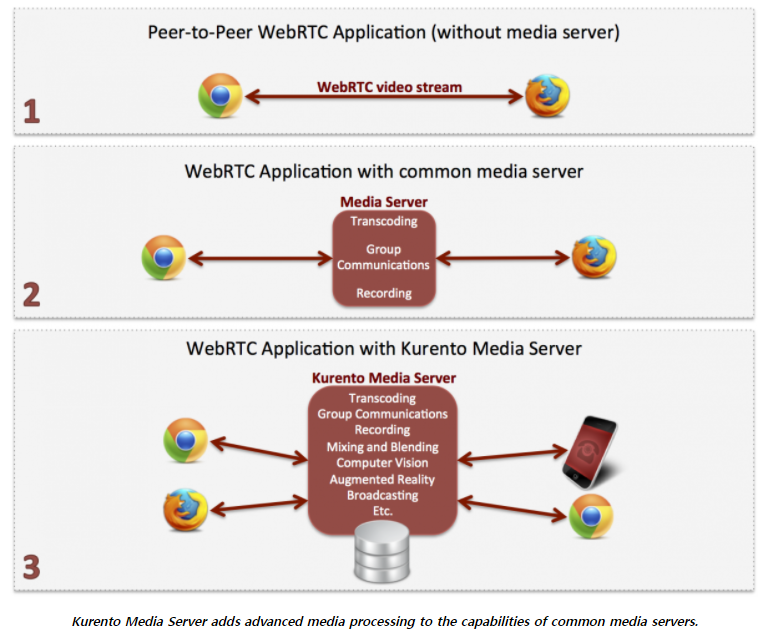 Peer-to-Peer WebRTC Application (without media server)
WebRTC video stream
1
WebRTC Application with common media server
Media Server
Transcoding
Group
Communications
Recording
2
WebRTC Application with Kurento Media Server
Kurento Media Server
Transcoding
Group Communications
Recording
Mixing and Blending
Computer Vision
Augmented Reality
Broadcasting
Etc.
3
Kurento Media Server adds advanced media processing to the capabilities of common media servers.